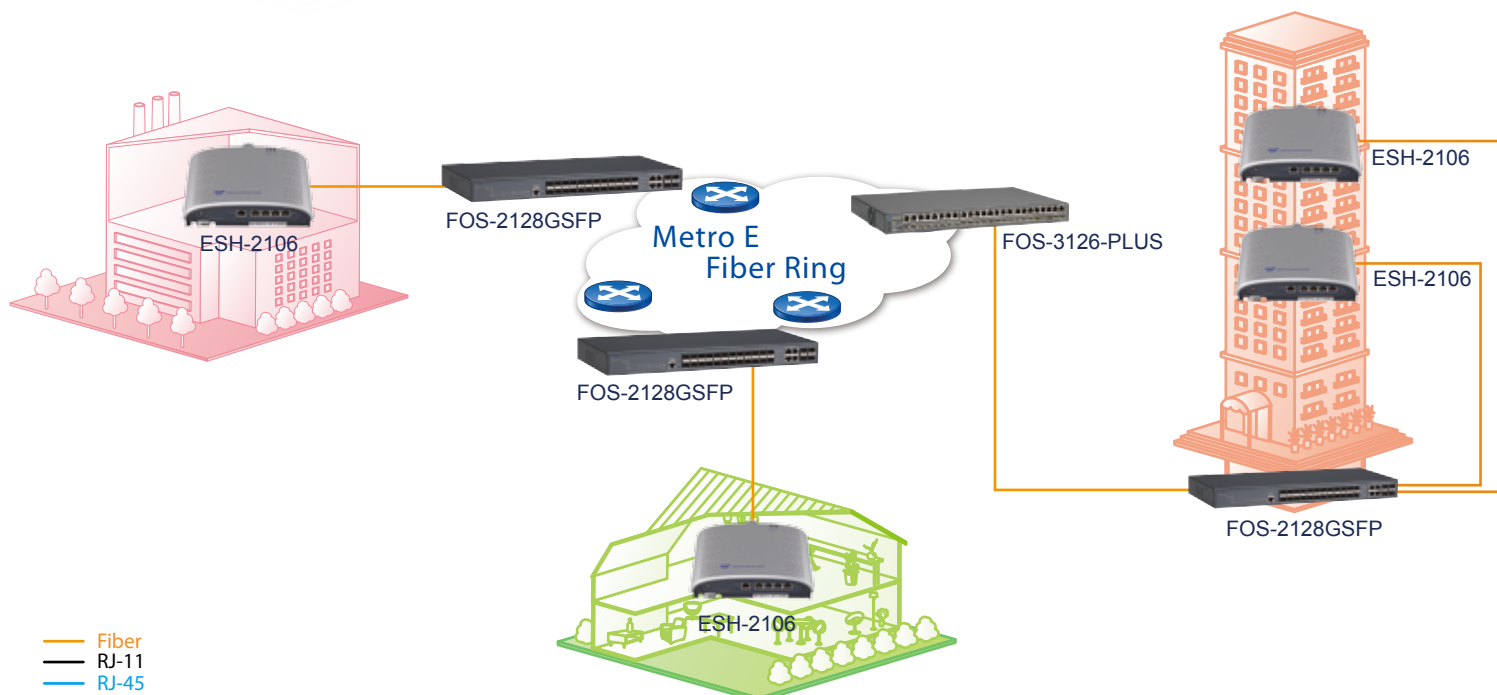 ESH-2106
FOS-2128GSFP
Metro E
Fiber Ring
FOS-3126-PLUS
ESH-2106
ESH-2106
FOS-2128GSFP
FOS-2128GSFP
ESH-2106
Fiber
RJ-11
RJ-45